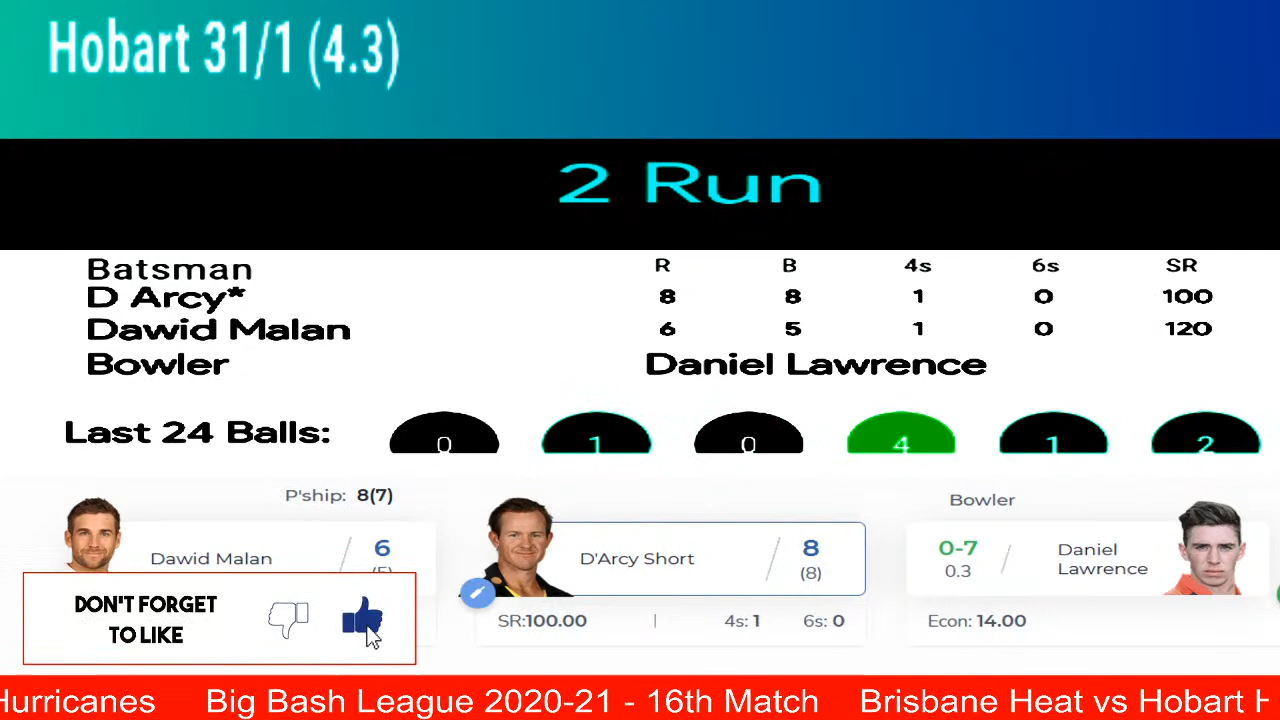 Hobart 31/1 (4.3)
2 Run
Batsman R B 4s 6s SR
D Arcy* 8 8 1 0 100
Dawid Malan 6 5 1 0 120
Bowler Daniel Lawrence
Last 24 Balls: 0 1 0 4 1 2
P'ship: 8(7)
Dawid Malan 6
(5)
D'Arcy Short 8
(8)
SR:100.00 | 4s: 1 6s: 0
Bowler
0-7
0.3
Daniel
Lawrence
Econ: 14.00
DON'T FORGET
TO LIKE
Hurricanes Big Bash League 2020-21 - 16th Match Brisbane Heat vs Hobart H